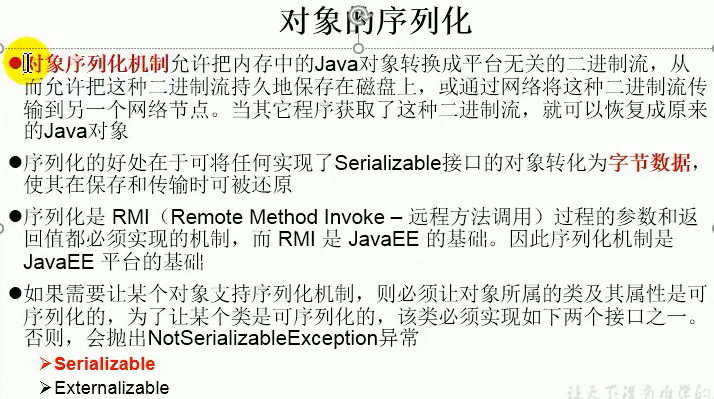 对象的序列化
●对象序列化机制允许把内存中的Java对象转换成平台无关的二进制流，从
而允许把这种二进制流持久地保存在磁盘上，或通过网络将这种二进制流传
输到另一个网络节点。当其它程序获取了这种二进制流，就可以恢复成原来
的Java对象
●序列化的好处在于可将任何实现了Serializable接口的对象转化为字节数据，
使其在保存和传输时可被还原
●序列化是 RMI（Remote Method Invoke – 远程方法调用）过程的参数和返
回值都必须实现的机制，而 RMI 是 JavaEE 的基础。因此序列化机制是
JavaEE 平台的基础
●如果需要让某个对象支持序列化机制，则必须让对象所属的类及其属性是可
序列化的，为了让某个类是可序列化的，该类必须实现如下两个接口之一。
否则，会抛出NotSerializableException异常
➢Serializable
➢Externalizable
让天下没有难学的